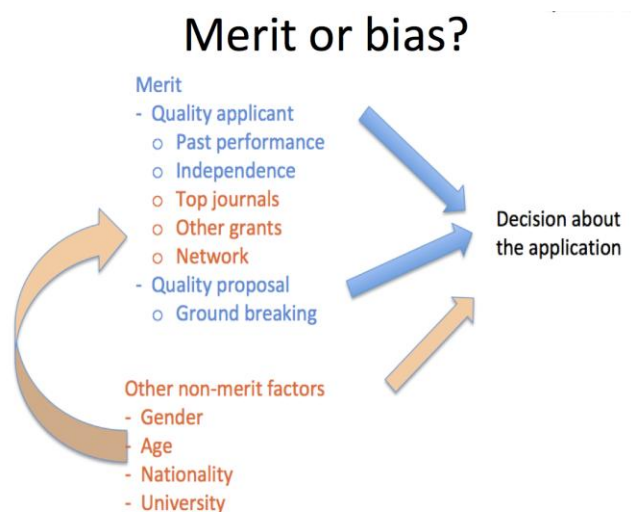 Merit or bias?
Merit
- Quality applicant
o Past performance
o Independence
o Top journals
o Other grants
o Network
- Quality proposal
o Ground breaking
Decision about
the application
Other non-merit factors
- Gender
- Age
- Nationality
- University